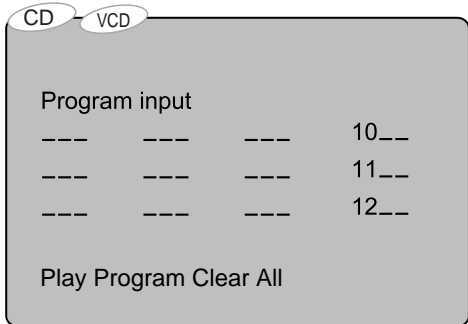 CD VCD
Program input
___ ___ ___ 10__
___ ___ ___ 11__
___ ___ ___ 12__
Play Program Clear All